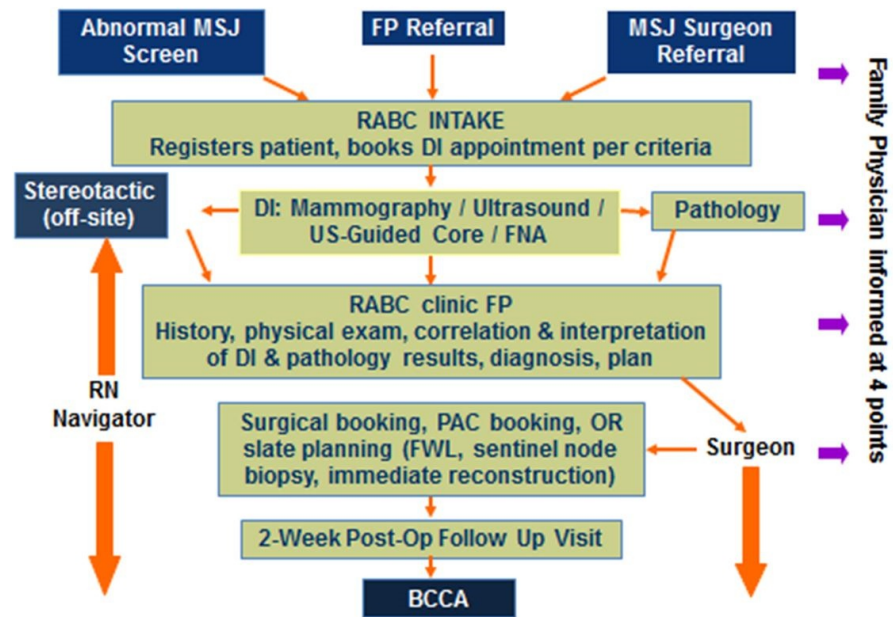 Abnormal MSJ
Screen
FP Referral
MSJ Surgeon
Referral
RABC INTAKE
Registers patient, books DI appointment per criteria
Stereotactic
(off-site)
DI: Mammography / Ultrasound /
US-Guided Core / FNA
Pathology
RABC clinic FP
History, physical exam, correlation & interpretation
of DI & pathology results, diagnosis, plan
RN
Navigator
Surgical booking, PAC booking, OR
slate planning (FWL, sentinel node
biopsy, immediate reconstruction)
Surgeon
2-Week Post-Op Follow Up Visit
BCCA
Family Physician informed at 4 points